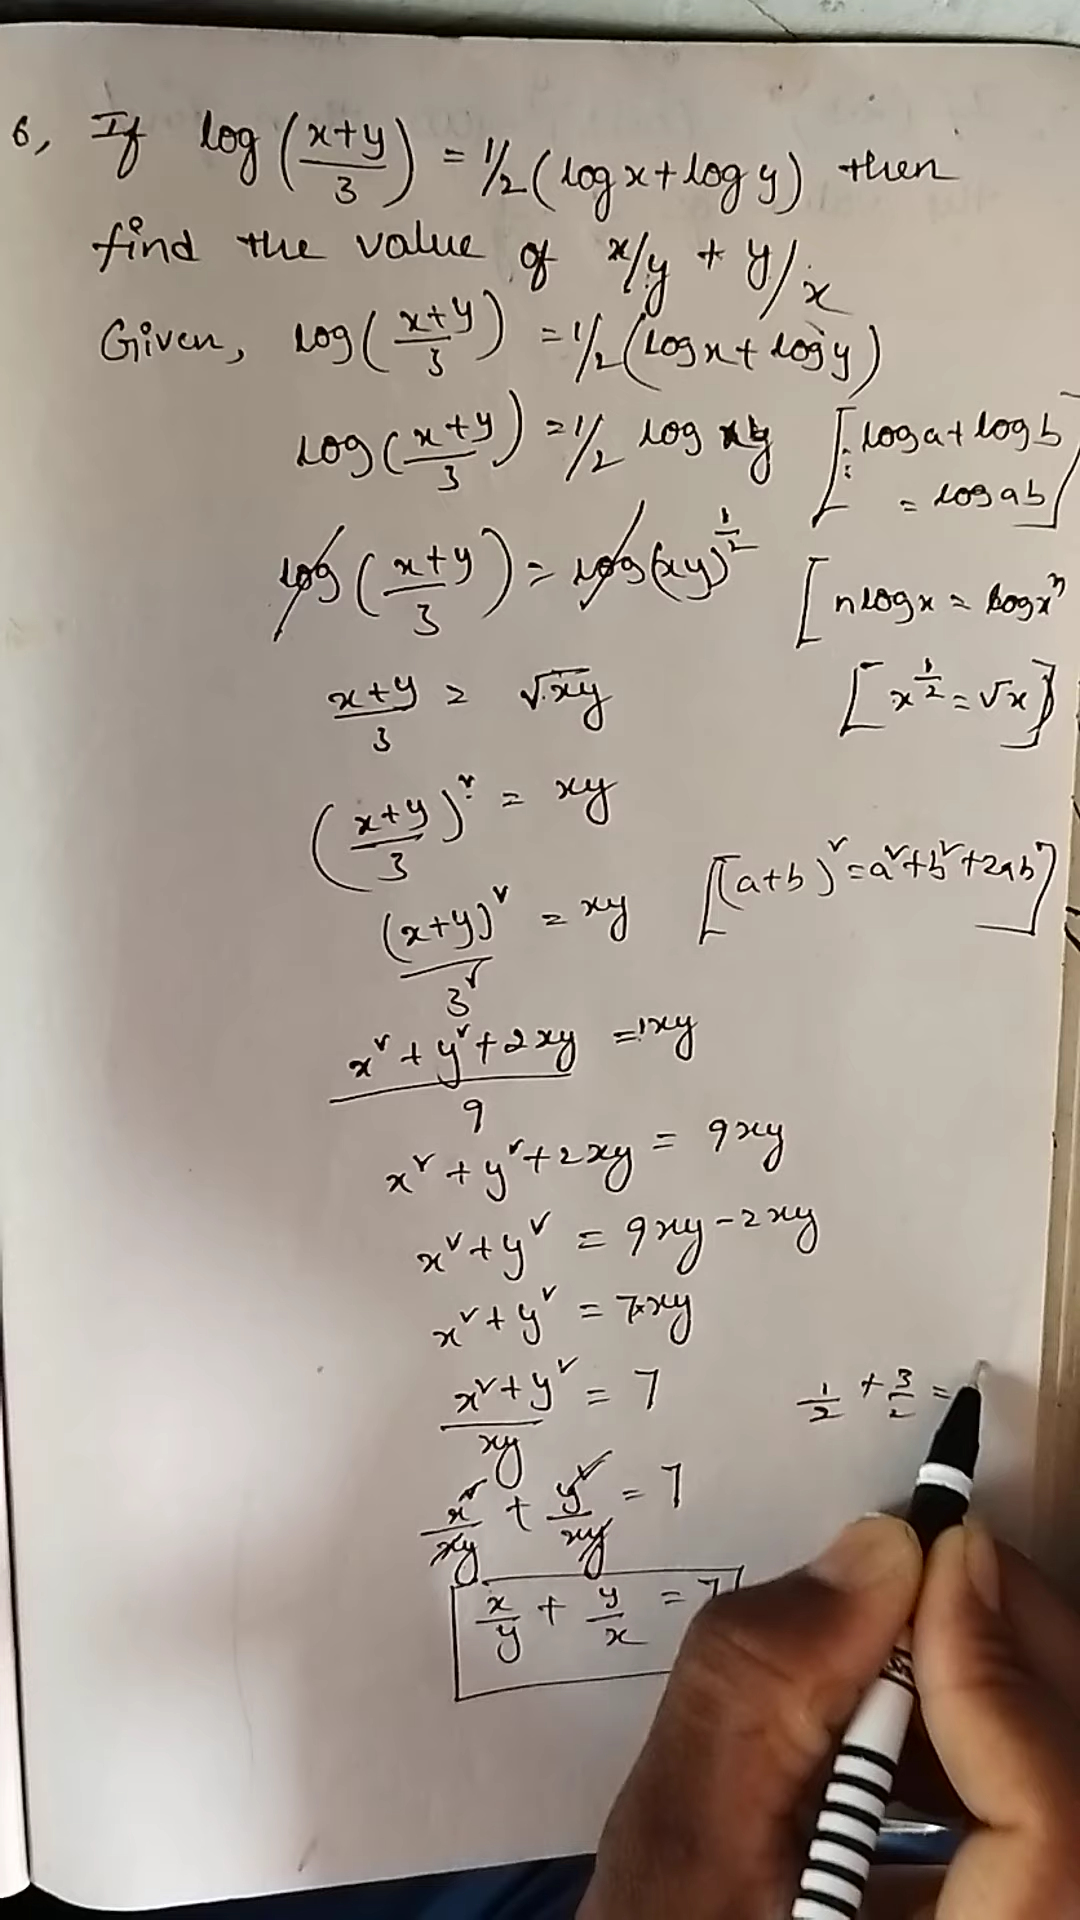 6, If log (x+y/3) = 1/2 (log x + log y) then
find the value of x/y + y/x
Given, log (x+y/3) = 1/2 (log x + log y)
log (x+y/3) = 1/2 log xy [∵ log a + log b
= log ab]
log (x+y/3) = log (xy)^1/2 [n log x = log x^n
x+y/3 = √xy [x^1/2 = √x]
(x+y/3)² = xy
(x+y)²/3² = xy [(a+b)² = a²+b²+2ab]
x²+y²+2xy/9 = 1xy
x²+y²+2xy = 9xy
x²+y² = 9xy-2xy
x²+y² = 7xy
x²+y²/xy = 7 1/2 + 3/2 =
x²/xy + y²/xy = 7
x/y + y/x = 7